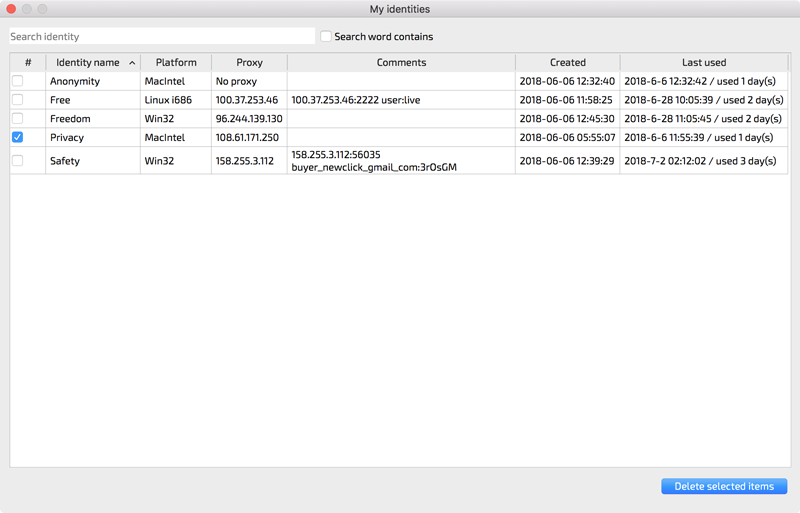 My identities
Search identity Search word contains
# Identity name Platform Proxy Comments Created Last used
Anonymity MacIntel No proxy 2018-06-06 12:32:40 2018-6-6 12:32:42 / used 1 day(s)
Free Linux i686 100.37.253.46 100.37.253.46:2222 user:live 2018-06-06 11:58:25 2018-6-28 10:05:39 / used 2 day(s)
Freedom Win32 96.244.139.130 2018-06-06 12:45:30 2018-6-28 11:05:45 / used 2 day(s)
Privacy MacIntel 108.61.171.250 2018-06-06 05:55:07 2018-6-6 11:55:39 / used 1 day(s)
Safety Win32 158.255.3.112 158.255.3.112:56035 2018-06-06 12:39:29 2018-7-2 02:12:02 / used 3 day(s)
buyer_newclick_gmail_com:3rOsGM
Delete selected items